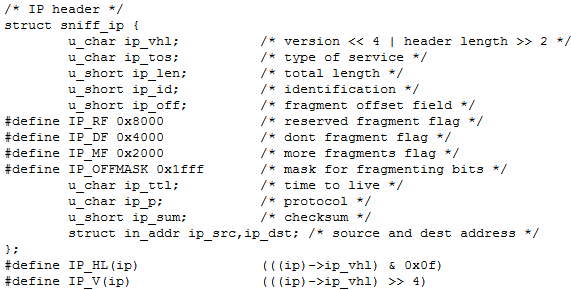 /* IP header */
struct sniff_ip {
        u_char ip_vhl;          /* version << 4 | header length >> 2 */
        u_char ip_tos;          /* type of service */
        u_short ip_len;         /* total length */
        u_short ip_id;          /* identification */
        u_short ip_off;         /* fragment offset field */
#define IP_RF 0x8000            /* reserved fragment flag */
#define IP_DF 0x4000            /* dont fragment flag */
#define IP_MF 0x2000            /* more fragments flag */
#define IP_OFFMASK 0x1fff       /* mask for fragmenting bits */
        u_char ip_ttl;          /* time to live */
        u_char ip_p;            /* protocol */
        u_short ip_sum;         /* checksum */
        struct in_addr ip_src,ip_dst; /* source and dest address */
};
#define IP_HL(ip)               (((ip)->ip_vhl) & 0x0f)
#define IP_V(ip)                (((ip)->ip_vhl) >> 4)